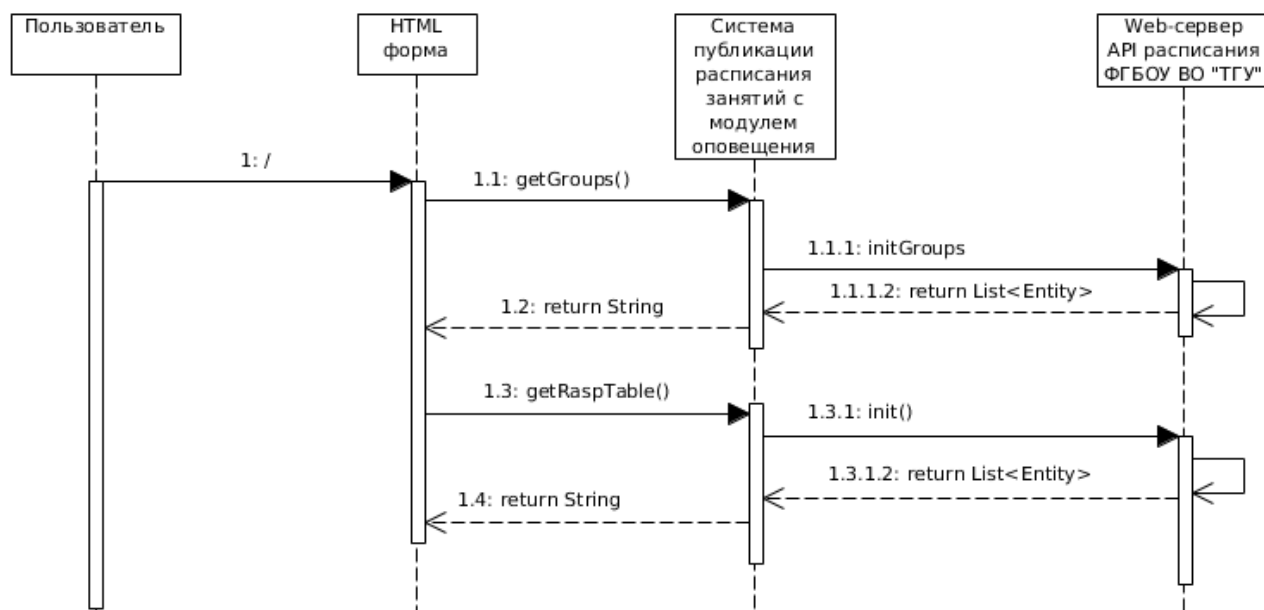 Пользователь
HTML
форма
Система
публикации
расписания
занятий с
модулем
оповещения
Web-сервер
API расписания
ФГБОУ ВО "ТГУ"
1: /
1.1: getGroups()
1.1.1: initGroups
1.1.1.2: return List<Entity>
1.2: return String
1.3: getRaspTable()
1.3.1: init()
1.3.1.2: return List<Entity>
1.4: return String